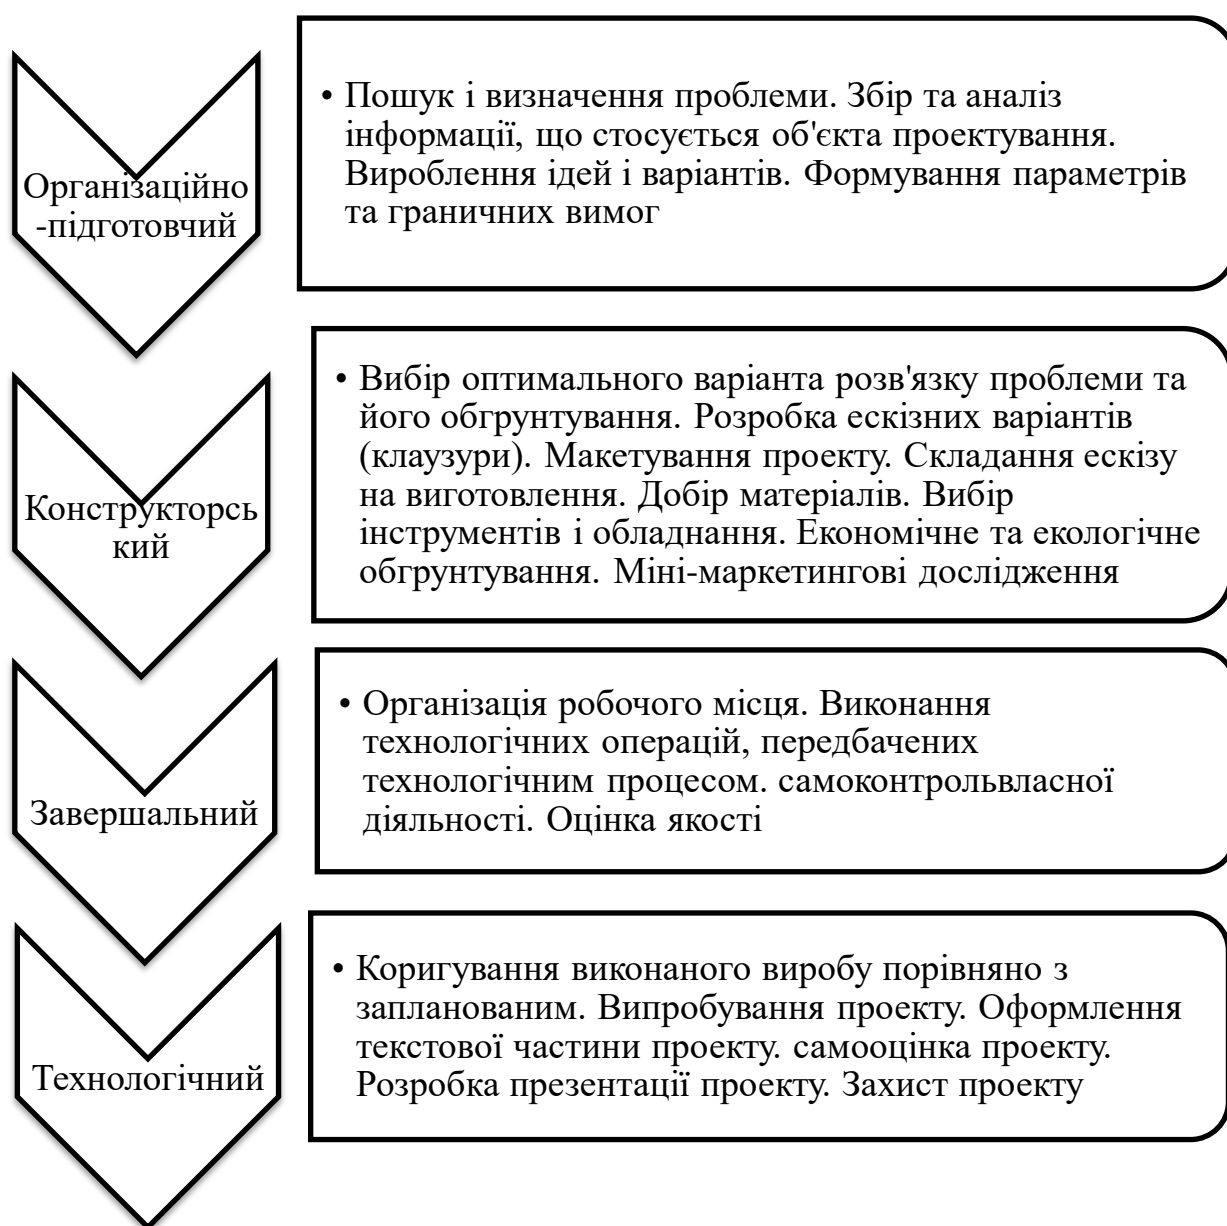 Організаційно
-підготовчий
• Пошук і визначення проблеми. Збір та аналіз
інформації, що стосується об'єкта проектування.
Вироблення ідей і варіантів. Формування параметрів
та граничних вимог
Конструкторсь
кий
• Вибір оптимального варіанта розв'язку проблеми та
його обгрунтування. Розробка ескізних варіантів
(клаузури). Макетування проекту. Складання ескізу
на виготовлення. Добір матеріалів. Вибір
інструментів і обладнання. Економічне та екологічне
обгрунтування. Міні-маркетингові дослідження
Завершальний
• Організація робочого місця. Виконання
технологічних операцій, передбачених
технологічним процесом. самоконтрольвласної
діяльності. Оцінка якості
Технологічний
• Коригування виконаного виробу порівняно з
запланованим. Випробування проекту. Оформлення
текстової частини проекту. самооцінка проекту.
Розробка презентації проекту. Захист проекту